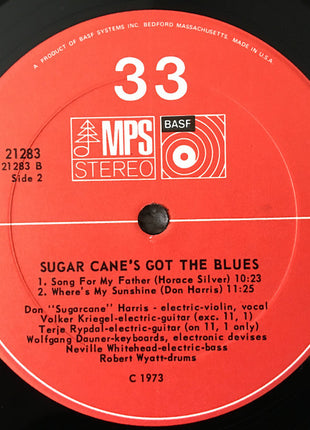 A PRODUCT OF BASF SYSTEMS INC. BEDFORD MASSACHUSETTS. MADE IN U.S.A.
33
MPS
BASF
STEREO
21283
21283 B
Side 2
SUGAR CANE'S GOT THE BLUES
1. Song For My Father (Horace Silver) 10:23
2. Where's My Sunshine (Don Harris) 11:25
Don "Sugarcane" Harris - electric-violin, vocal
Volker Kriegel-electric-guitar (exc. 11, 1)
Terje Rypdal-electric-guitar (on 11, 1 only)
Wolfgang Dauner-keyboards, electronic devises
Neville Whitehead-electric-bass
Robert Wyatt-drums
C 1973